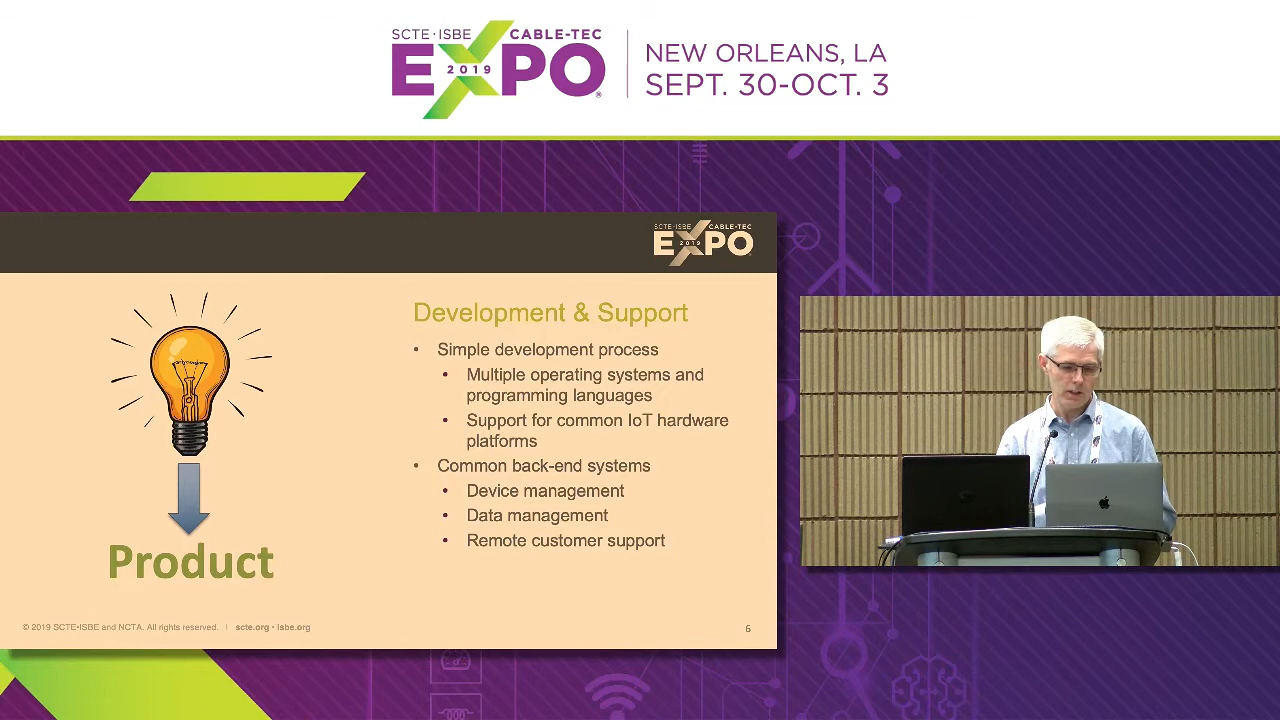 SCTE•ISBE CABLE-TEC
EXPO
2019
NEW ORLEANS, LA
SEPT. 30-OCT. 3
SCTE•ISBE CABLE-TEC
EXPO
2019
Development & Support
• Simple development process
• Multiple operating systems and
programming languages
• Support for common IoT hardware
platforms
• Common back-end systems
• Device management
• Data management
• Remote customer support
Product
© 2019 SCTE•ISBE and NCTA. All rights reserved. | scte.org • isbe.org
6